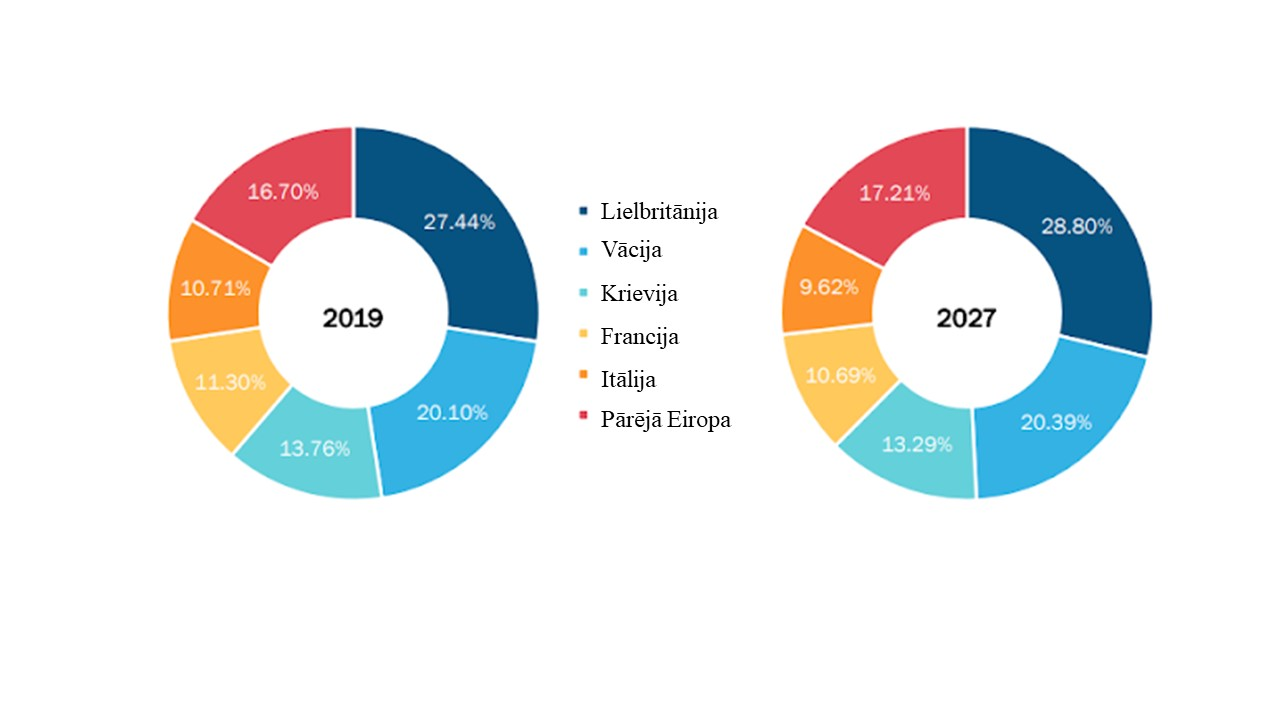 16.70%
27.44%
10.71%
2019
11.30%
20.10%
13.76%
Lielbritānija
Vācija
Krievija
Francija
Itālija
Pārējā Eiropa
17.21%
28.80%
9.62%
2027
10.69%
20.39%
13.29%